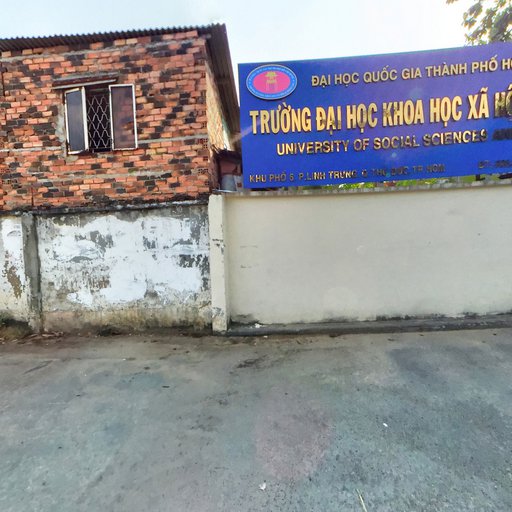 ĐẠI HỌC QUỐC GIA THÀNH PHỐ
TRƯỜNG ĐẠI HỌC KHOA HỌC XÃ
UNIVERSITY OF SOCIAL SCIENCES
KHU PHỐ 6 P.LINH TRUNG Q THỦ ĐỨC TP HCM